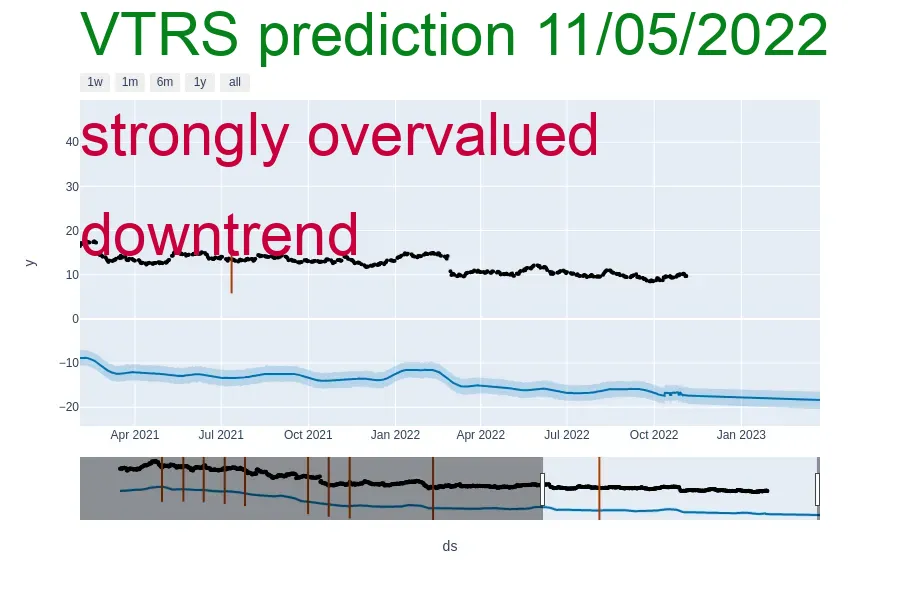 VTRS prediction 11/05/2022
1w 1m 6m 1y all
strongly overvalued
downtrend
40
30
20
10
0
−10
−20
y
Apr 2021 Jul 2021 Oct 2021 Jan 2022 Apr 2022 Jul 2022 Oct 2022 Jan 2023
ds